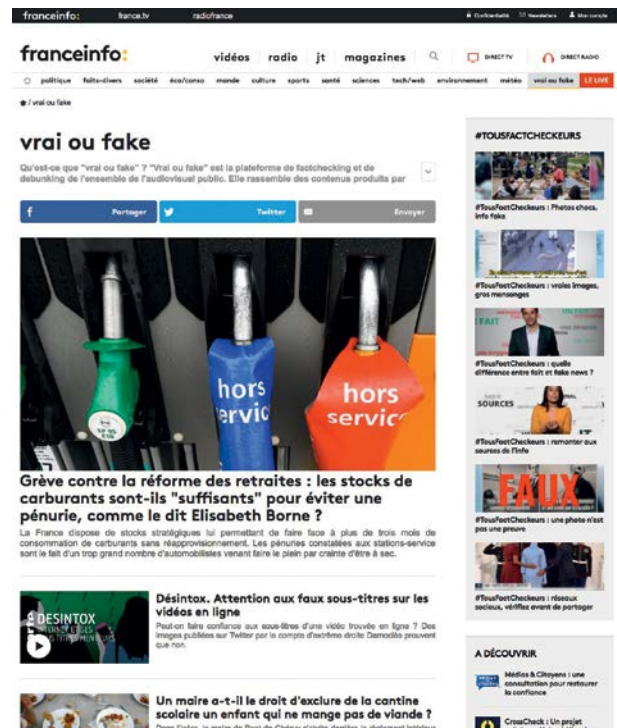 franceinfo: france.tv radiofrance Confidentialité Newsletters Mon compte
franceinfo:
vidéos radio jt magazines DIRECT TV DIRECT RADIO
politique faits-divers société éco/conso monde culture sports santé sciences tech/web environnement météo vrai ou fake LE LIVE
/ vrai ou fake
vrai ou fake
Qu'est-ce que "vrai ou fake" ? "Vrai ou fake" est la plateforme de factchecking et de
debunking de l'ensemble de l'audiovisuel public. Elle rassemble des contenus produits par
f Partager Twitter Envoyer
hors
service
hors
service
SP 95
E10
Grève contre la réforme des retraites : les stocks de
carburants sont-ils "suffisants" pour éviter une
pénurie, comme le dit Elisabeth Borne ?
La France dispose de stocks stratégiques lui permettant de faire face à plus de trois mois de
consommation de carburants sans réapprovisionnement. Les pénuries constatées aux stations-service
sont le fait d'un trop grand nombre d'automobilistes venant faire le plein par crainte d'être à sec.
DESINTOX
INTERNET ET SES
SOUS TITRES MENTEURS
Désintox. Attention aux faux sous-titres sur les
vidéos en ligne
Peut-on faire confiance aux sous-titres d'une vidéo trouvée en ligne ? Des
images publiées sur Twitter par le compte d'extrême droite Damoclès prouvent
que non.
Un maire a-t-il le droit d'exclure de la cantine
scolaire un enfant qui ne mange pas de viande ?
#TOUSFACTCHECKEURS
#TousFactCheckeurs : Photos chocs,
info fake
#TousFactCheckeurs : vraies images,
gros mensonges
FAIT
#TousFactCheckeurs : quelle
différence entre fait et fake news ?
SOURCES
#TousFactCheckeurs : remonter aux
sources de l'info
FAUX
#TousFactCheckeurs : une photo n'est
pas une preuve
#TousFactCheckeurs : réseaux
sociaux, vérifiez avant de partager
A DÉCOUVRIR
Médias & Citoyens : une
consultation pour restaurer
la confiance
CrossCheck : Un projet